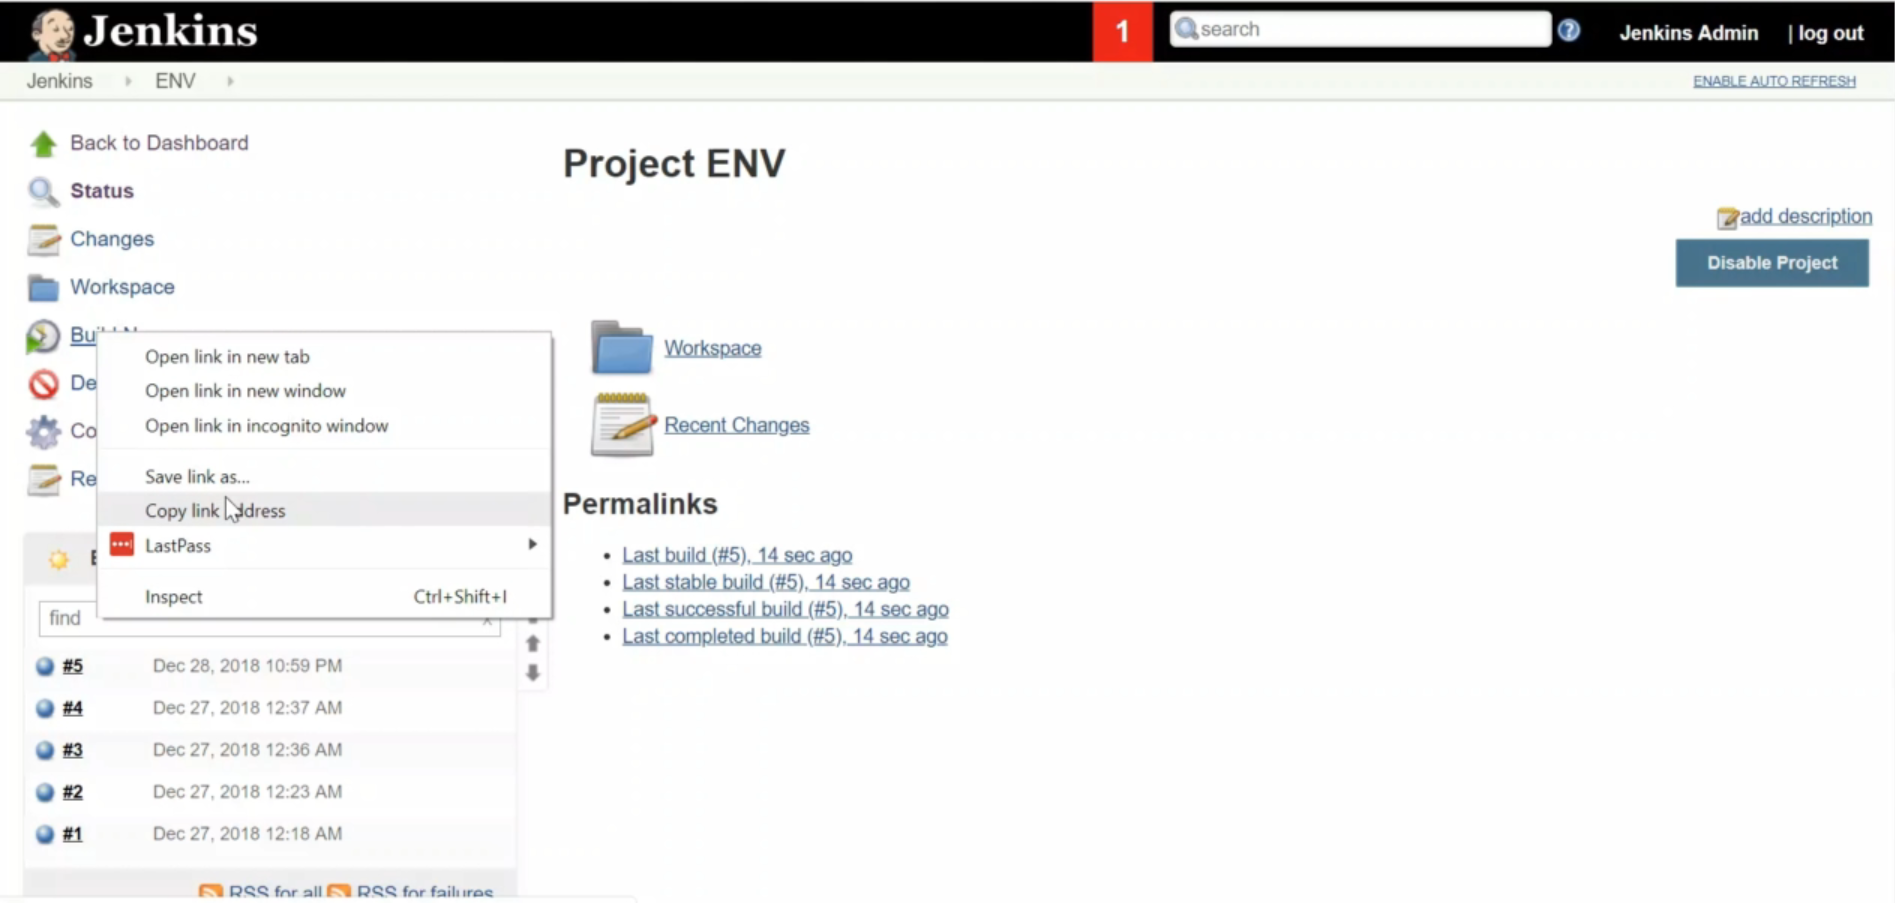 Jenkins
1
search
Jenkins Admin | log out
Jenkins ENV
ENABLE AUTO REFRESH
Back to Dashboard
Status
Changes
Workspace
De
Co
Re
Open link in new tab
Open link in new window
Open link in incognito window
Save link as...
Copy link address
LastPass
Inspect Ctrl+Shift+I
find x
#5 Dec 28, 2018 10:59 PM
#4 Dec 27, 2018 12:37 AM
#3 Dec 27, 2018 12:36 AM
#2 Dec 27, 2018 12:23 AM
#1 Dec 27, 2018 12:18 AM
RSS for all RSS for failures
Project ENV
add description
Disable Project
Workspace
Recent Changes
Permalinks
Last build (#5), 14 sec ago
Last stable build (#5), 14 sec ago
Last successful build (#5), 14 sec ago
Last completed build (#5), 14 sec ago